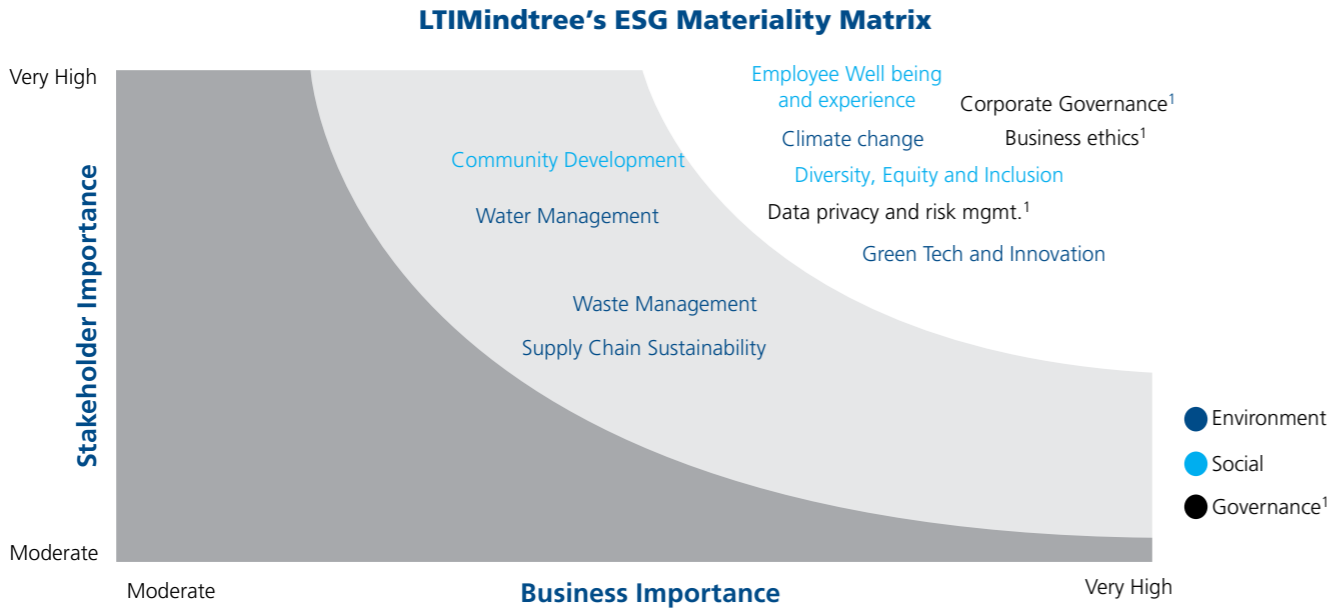 LTIMindtree’s ESG Materiality Matrix
Very High
Employee Well being
and experience
Corporate Governance¹
Climate change
Business ethics¹
Community Development
Diversity, Equity and Inclusion
Water Management
Data privacy and risk mgmt.¹
Green Tech and Innovation
Stakeholder Importance
Waste Management
Supply Chain Sustainability
Environment
Social
Governance¹
Moderate
Moderate
Business Importance
Very High